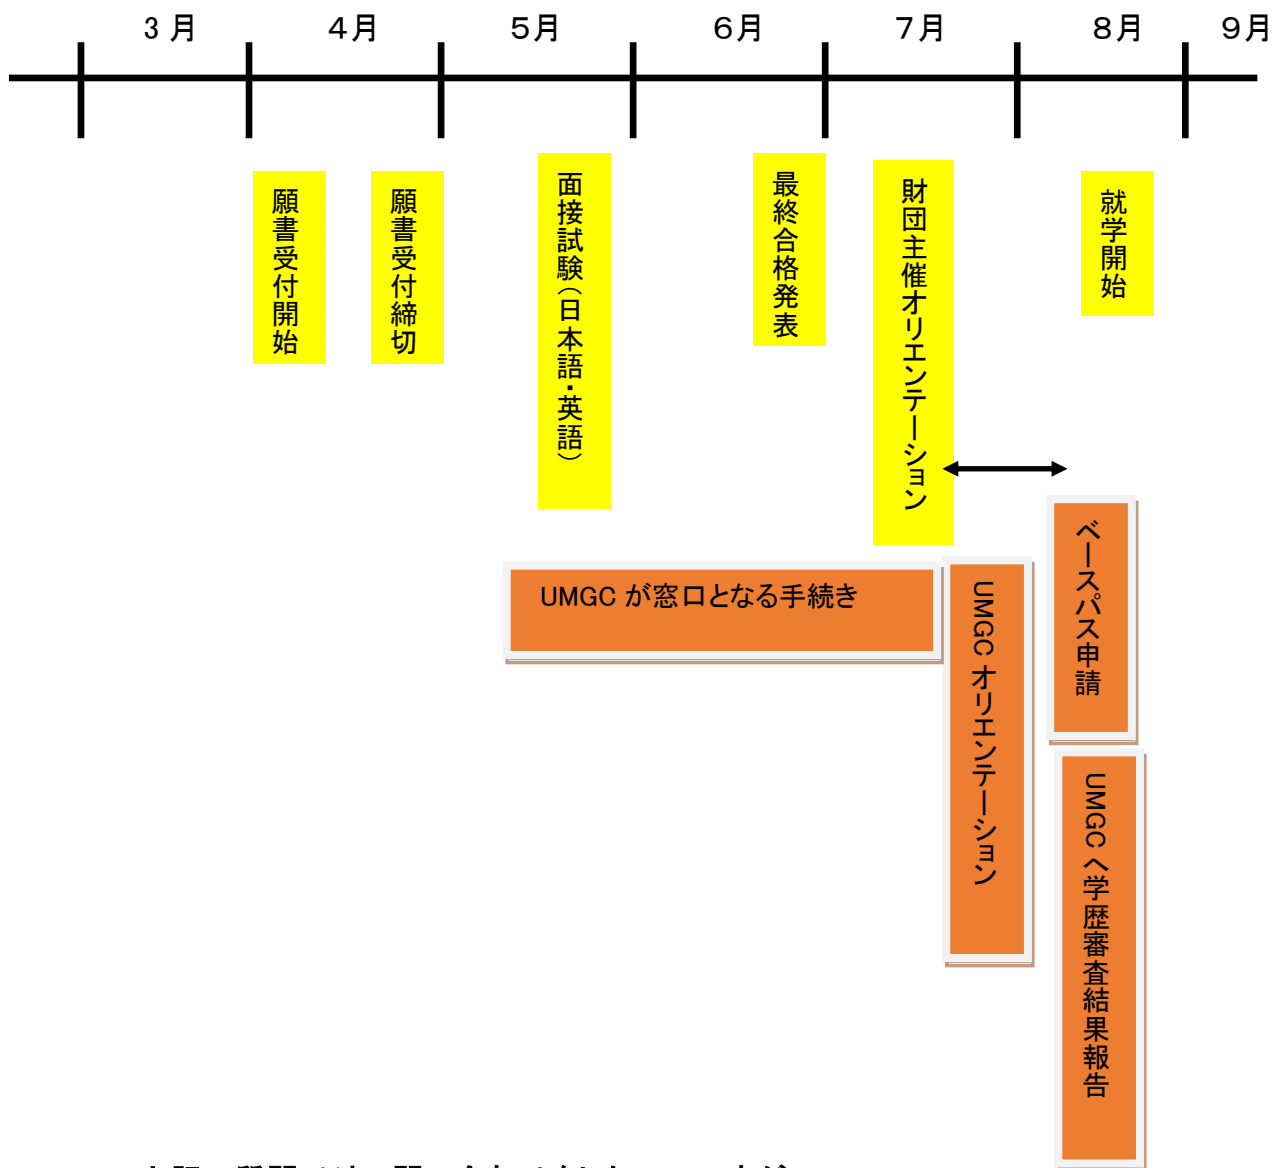 3 月
4月
5月
6月
7月
8月
9月
願書受付開始
願書受付締切
面接試験(日本語・英語)
最終合格発表
財団主催オリエンテーション
就学開始
UMGC が窓口となる手続き
UMGC オリエンテーション
ベースパス申請
UMGC へ学歴審査結果報告